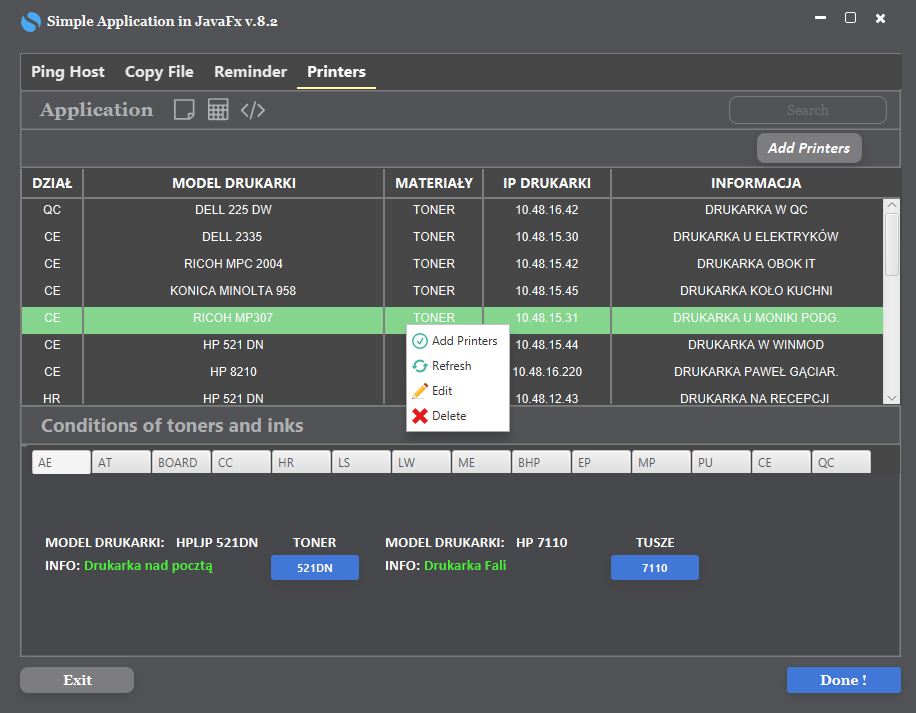 Simple Application in JavaFx v.8.2
Ping Host Copy File Reminder Printers
Application Search
Add Printers
DZIAŁ MODEL DRUKARKI MATERIAŁY IP DRUKARKI INFORMACJA
QC DELL 225 DW TONER 10.48.16.42 DRUKARKA W QC
CE DELL 2335 TONER 10.48.15.30 DRUKARKA U ELEKTRYKÓW
CE RICOH MPC 2004 TONER 10.48.15.42 DRUKARKA OBOK IT
CE KONICA MINOLTA 958 TONER 10.48.15.45 DRUKARKA KOŁO KUCHNI
CE RICOH MP307 TONER 10.48.15.31 DRUKARKA U MONIKI PODG.
CE HP 521 DN 10.48.15.44 DRUKARKA W WINMOD
CE HP 8210 10.48.16.220 DRUKARKA PAWEŁ GĄCIAR.
HR HP 521 DN 10.48.12.43 DRUKARKA NA RECEPCJI
Add Printers
Refresh
Edit
Delete
Conditions of toners and inks
AE AT BOARD CC HR LS LW ME BHP EP MP PU CE QC
MODEL DRUKARKI: HPLJP 521DN TONER MODEL DRUKARKI: HP 7110 TUSZE
INFO: Drukarka nad pocztą 521DN INFO: Drukarka Fali 7110
Exit Done !